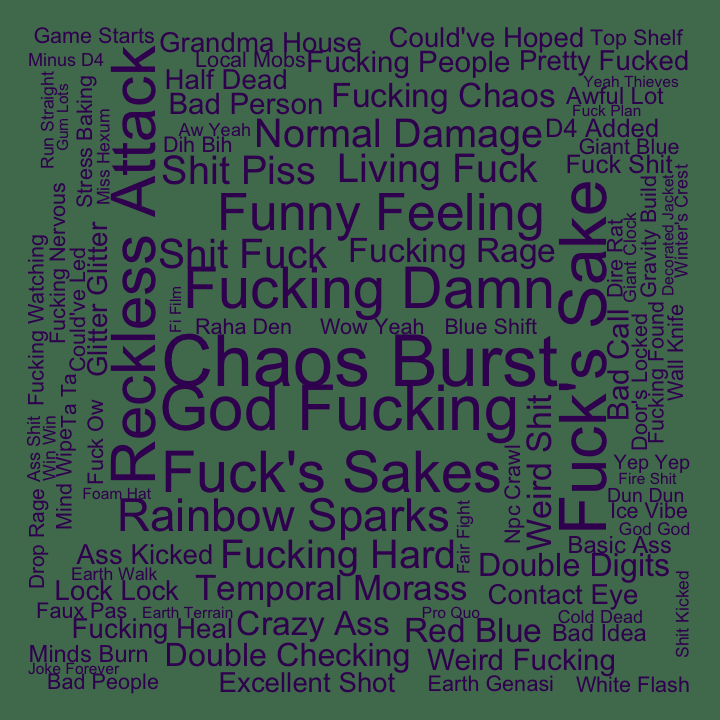 Game Starts
Grandma House
Could've Hoped
Top Shelf
Minus D4
Local Mobs
Fucking People
Pretty Fucked
Half Dead
Yeah Thieves
Run Straight
Gum Lots
Stress Baking
Miss Hexum
Reckless Attack
Bad Person
Fucking Chaos
Awful Lot
Fuck Plan
Aw Yeah
Normal Damage
D4 Added
Dih Bih
Giant Blue
Shit Piss
Living Fuck
Fuck Shit
Funny Feeling
Fuck's Sake
Dire Rat
Giant Clock
Gravity Build
Decorated Jacket
Winter's Crest
Fucking Watching
Fucking Nervous
Could've Led
Glitter Glitter
Shit Fuck
Fucking Rage
Fucking Damn
Fi Film
Raha Den
Wow Yeah
Blue Shift
Bad Call
Door's Locked
Fucking Found
Wall Knife
Chaos Burst
God Fucking
Ass Shit
Win Win
Mind Wipe
Ta Ta
Fuck Ow
Fuck's Sakes
Npc Crawl
Weird Shit
Yep Yep
Fire Shit
Foam Hat
Drop Rage
Rainbow Sparks
Fair Fight
Dun Dun
Ice Vibe
God God
Basic Ass
Ass Kicked
Fucking Hard
Double Digits
Earth Walk
Lock Lock
Temporal Morass
Contact Eye
Faux Pas
Earth Terrain
Pro Quo
Cold Dead
Shit Kicked
Fucking Heal
Crazy Ass
Red Blue
Bad Idea
Minds Burn
Double Checking
Weird Fucking
Joke Forever
Bad People
Excellent Shot
Earth Genasi
White Flash